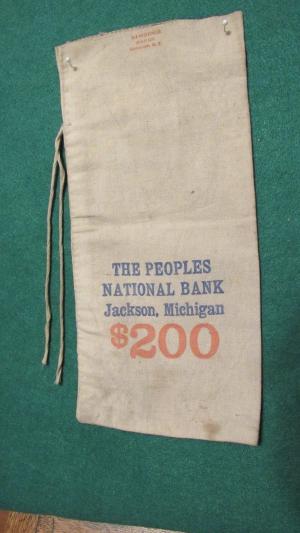 THE PEOPLES
NATIONAL BANK
Jackson, Michigan
$200